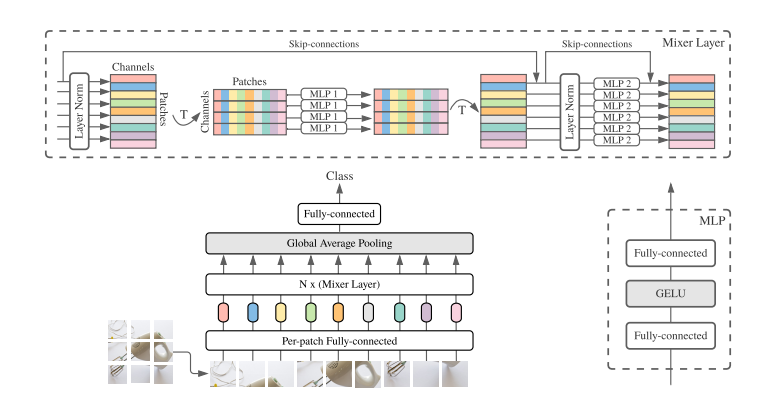 Skip-connections
Skip-connections
Mixer Layer
Channels
Layer Norm
Patches
T
Patches
Channels
MLP 1
MLP 1
MLP 1
MLP 1
T
Layer Norm
MLP 2
MLP 2
MLP 2
MLP 2
MLP 2
MLP 2
Class
Fully-connected
Global Average Pooling
N x (Mixer Layer)
Per-patch Fully-connected
MLP
Fully-connected
GELU
Fully-connected